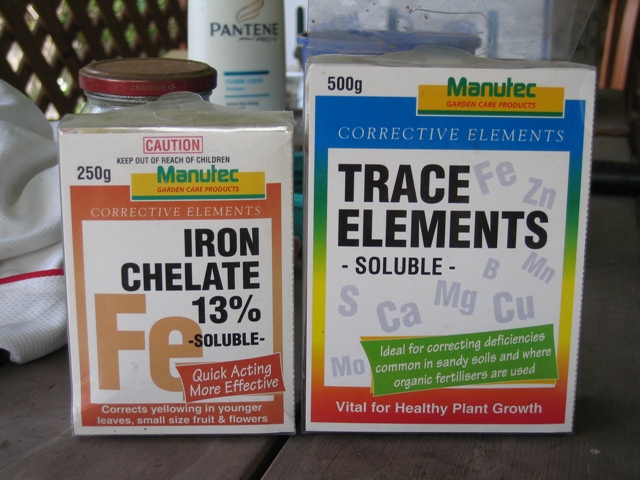 PANTENE
PRO-V
CAUTION
KEEP OUT OF REACH OF CHILDREN
250g
Manutec
GARDEN CARE PRODUCTS
CORRECTIVE ELEMENTS
IRON
CHELATE
13%
-SOLUBLE-
Fe
Quick Acting
More Effective
Corrects yellowing in younger
leaves, small size fruit & flowers
500g
Manutec
GARDEN CARE PRODUCTS
CORRECTIVE ELEMENTS
TRACE
ELEMENTS
- SOLUBLE -
Fe
Zn
B
Mn
S
Ca
Mg
Cu
Mo
Ideal for correcting deficiencies
common in sandy soils and where
organic fertilisers are used
Vital for Healthy Plant Growth